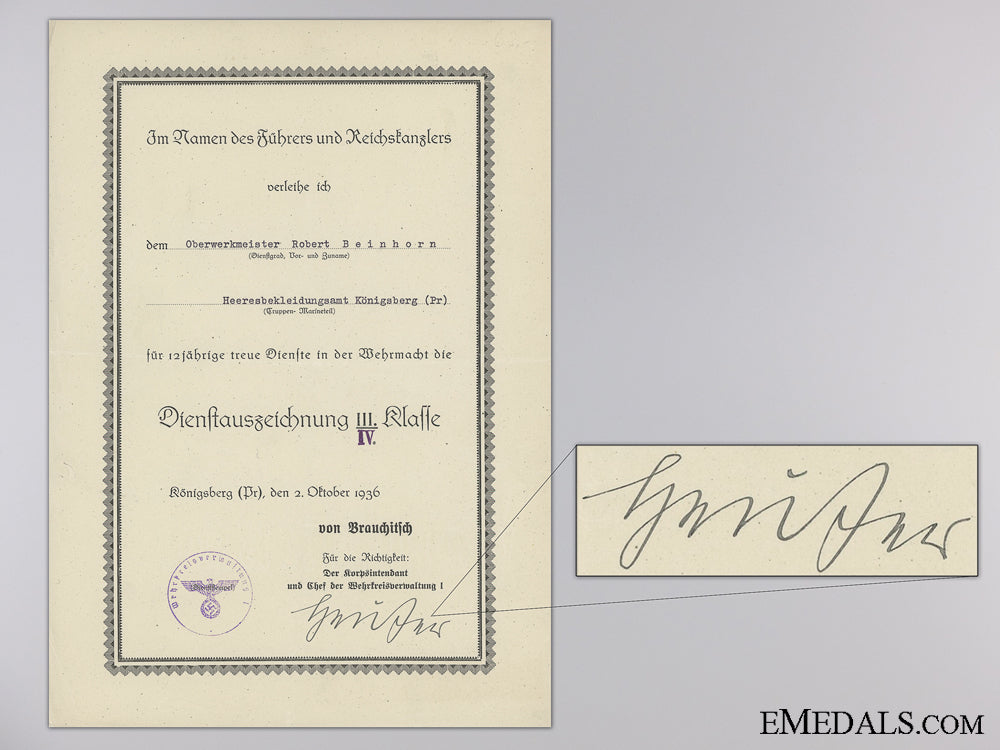 Im Namen des Führers und Reichskanzlers
verleihe ich
dem Oberwerkmeister Robert Beinhorn
(Dienstgrad, Vor- und Zuname)
Heeresbekleidungsamt Königsberg (Pr)
(Truppen- Marineteil)
für 12jährige treue Dienste in der Wehrmacht die
Dienstauszeichnung III. Klasse
IV.
Königsberg (Pr), den 2. Oktober 1936
von Brauchitsch
Für die Richtigkeit:
Der Korpsintendant
und Chef der Wehrkreisverwaltung I
Wehrkreisverwaltung I
EMEDALS.COM